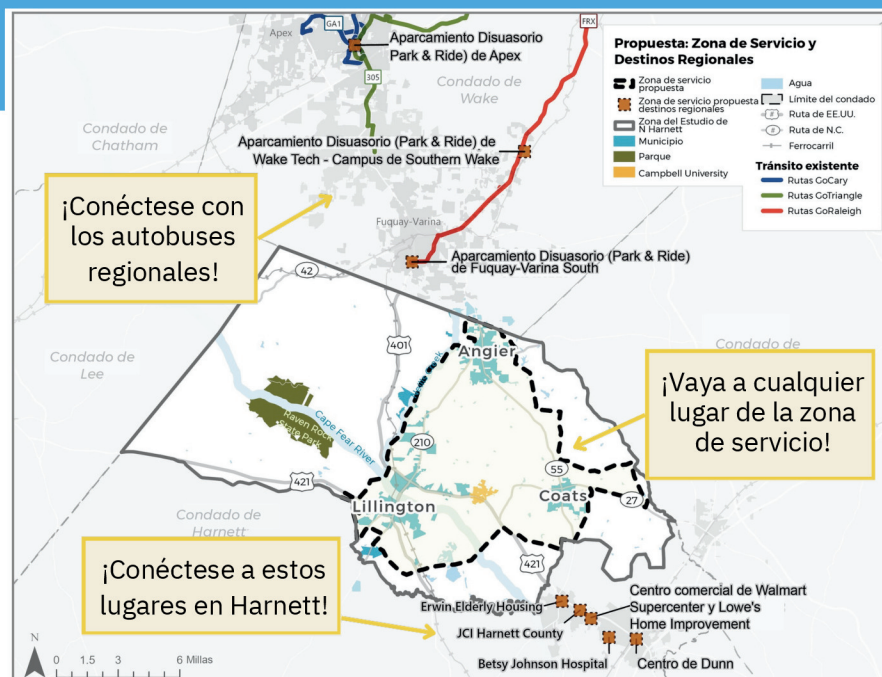 GA1
FRX
Apex
Aparcamiento Disuasorio
Park & Ride) de Apex
305
Condado de
Wake
Condado de
Chatham
Aparcamiento Disuasorio (Park & Ride) de
Wake Tech - Campus de Southern Wake
Propuesta: Zona de Servicio y
Destinos Regionales
Zona de servicio
propuesta
Zona de servicio propuesta
destinos regionales
Zona del Estudio de
N Harnett
Municipio
Parque
Campbell University
Agua
Límite del condado
Ruta de EE.UU.
Ruta de N.C.
Ferrocarril
Tránsito existente
Rutas GoCary
Rutas GoTriangle
Rutas GoRaleigh
¡Conéctese con
los autobuses
regionales!
Fuquay-Varina
Aparcamiento Disuasorio (Park & Ride)
de Fuquay-Varina South
42
401
Condado de
Lee
Angier
Condado de
Raven Rock
State Park
Cape Fear River
210
¡Vaya a cualquier
lugar de la zona
de servicio!
421
55
Lillington
Coats
27
Condado de
Harnett
421
¡Conéctese a estos
lugares en Harnett!
Erwin Elderly Housing
JCI Harnett County
Betsy Johnson Hospital
Centro comercial de Walmart
Supercenter y Lowe's
Home Improvement
Centro de Dunn
N
0 1.5 3 6 Millas